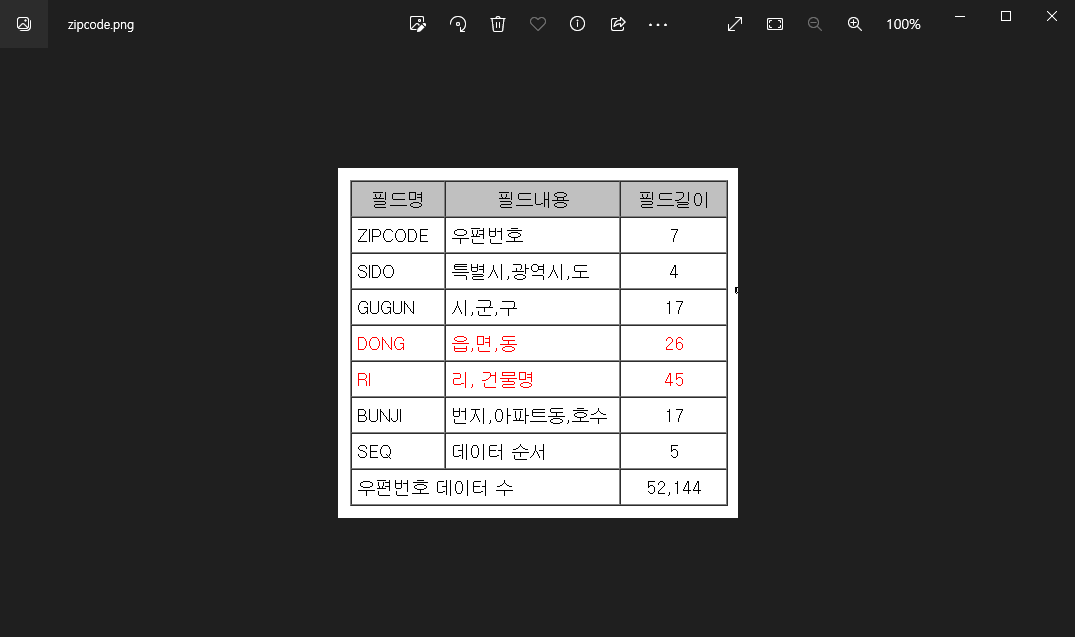 zipcode.png
100%
필드명 필드내용 필드길이
ZIPCODE 우편번호 7
SIDO 특별시,광역시,도 4
GUGUN 시,군,구 17
DONG 읍,면,동 26
RI 리, 건물명 45
BUNJI 번지,아파트동,호수 17
SEQ 데이터 순서 5
우편번호 데이터 수 52,144